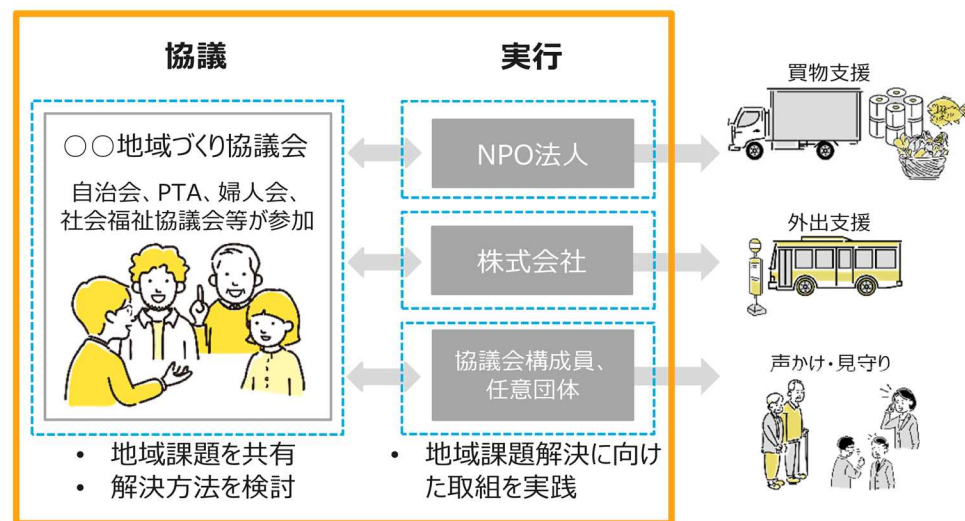 協議
○○地域づくり協議会
自治会、PTA、婦人会、
社会福祉協議会等が参加
• 地域課題を共有
• 解決方法を検討
実行
NPO法人
株式会社
協議会構成員、
任意団体
• 地域課題解決に向け
た取組を実践
買物支援
外出支援
声かけ・見守り